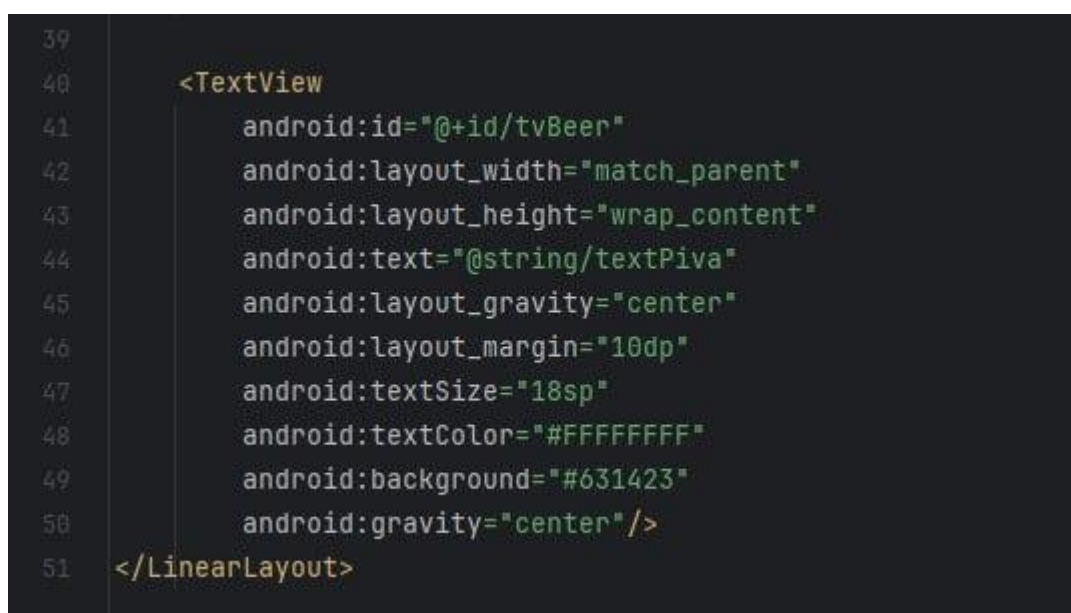 39
40 <TextView
41 android:id="@+id/tvBeer"
42 android:layout_width="match_parent"
43 android:layout_height="wrap_content"
44 android:text="@string/textPiva"
45 android:layout_gravity="center"
46 android:layout_margin="10dp"
47 android:textSize="18sp"
48 android:textColor="#FFFFFFFF"
49 android:background="#631423"
50 android:gravity="center"/>
51 </LinearLayout>